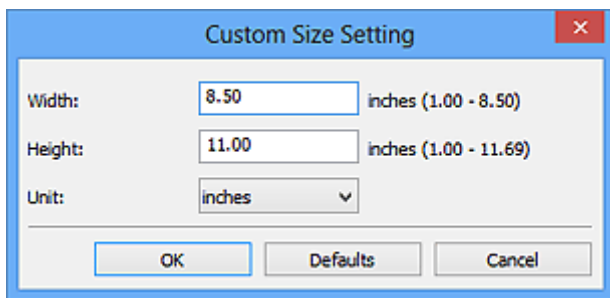 Custom Size Setting
Width: 8.50 inches (1.00 - 8.50)
Height: 11.00 inches (1.00 - 11.69)
Unit: inches
OK Defaults Cancel